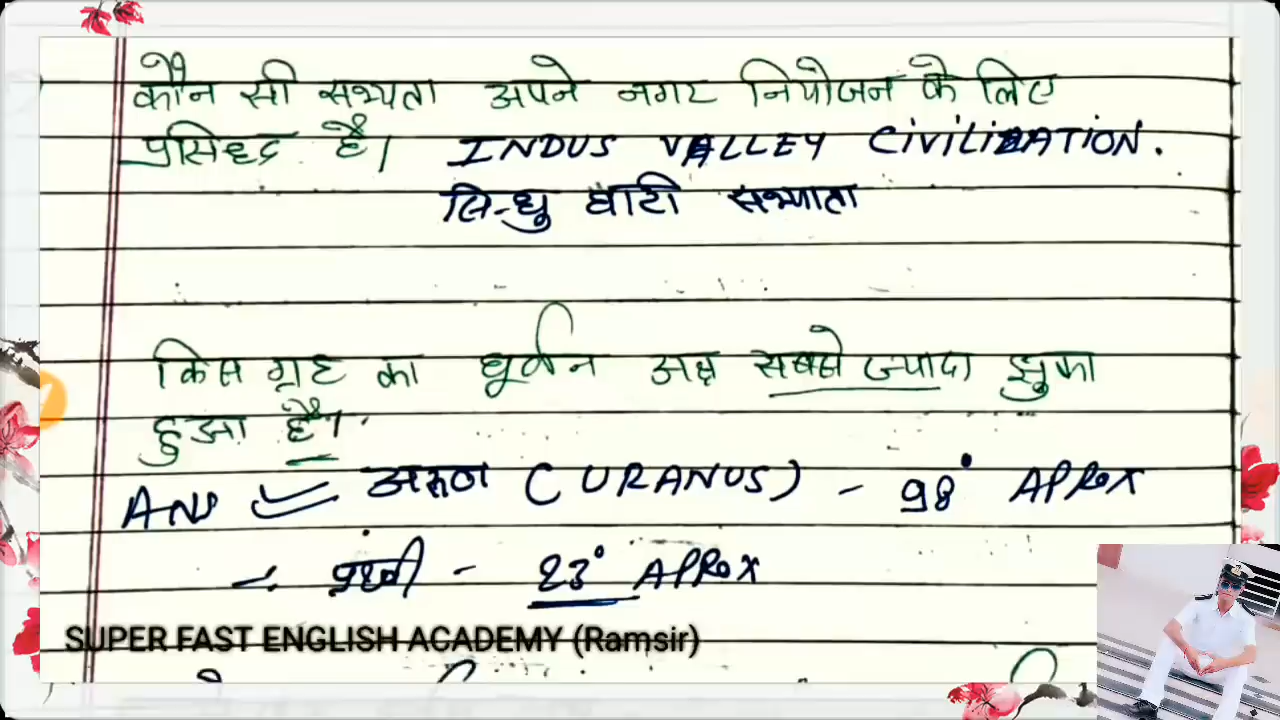 कौन सी सभ्यता अपने नगर नियोजन के लिए
प्रसिद्ध है। INDUS VALLEY CIVILIZATION.
सिन्धु घाटी सभ्यता
किस ग्रह का घूर्णन अक्ष सबसे ज्यादा झुका
हुआ है।
ANS अरुण (URANUS) - 98° APROX
पृथ्वी - 23° APROX
SUPER FAST ENGLISH ACADEMY (Ramsir)